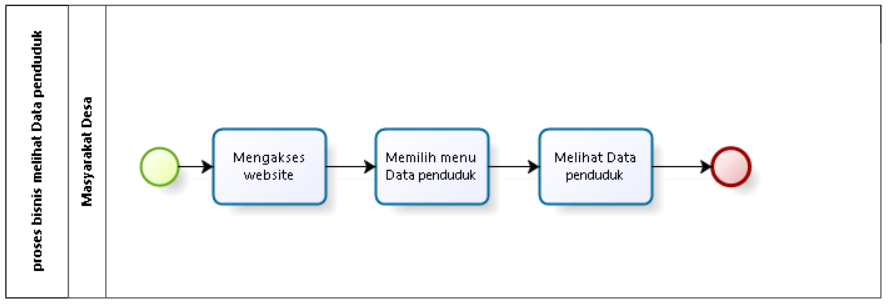 proses bisnis melihat Data penduduk
Masyarakat Desa
Mengakses
website
Memilih menu
Data penduduk
Melihat Data
penduduk